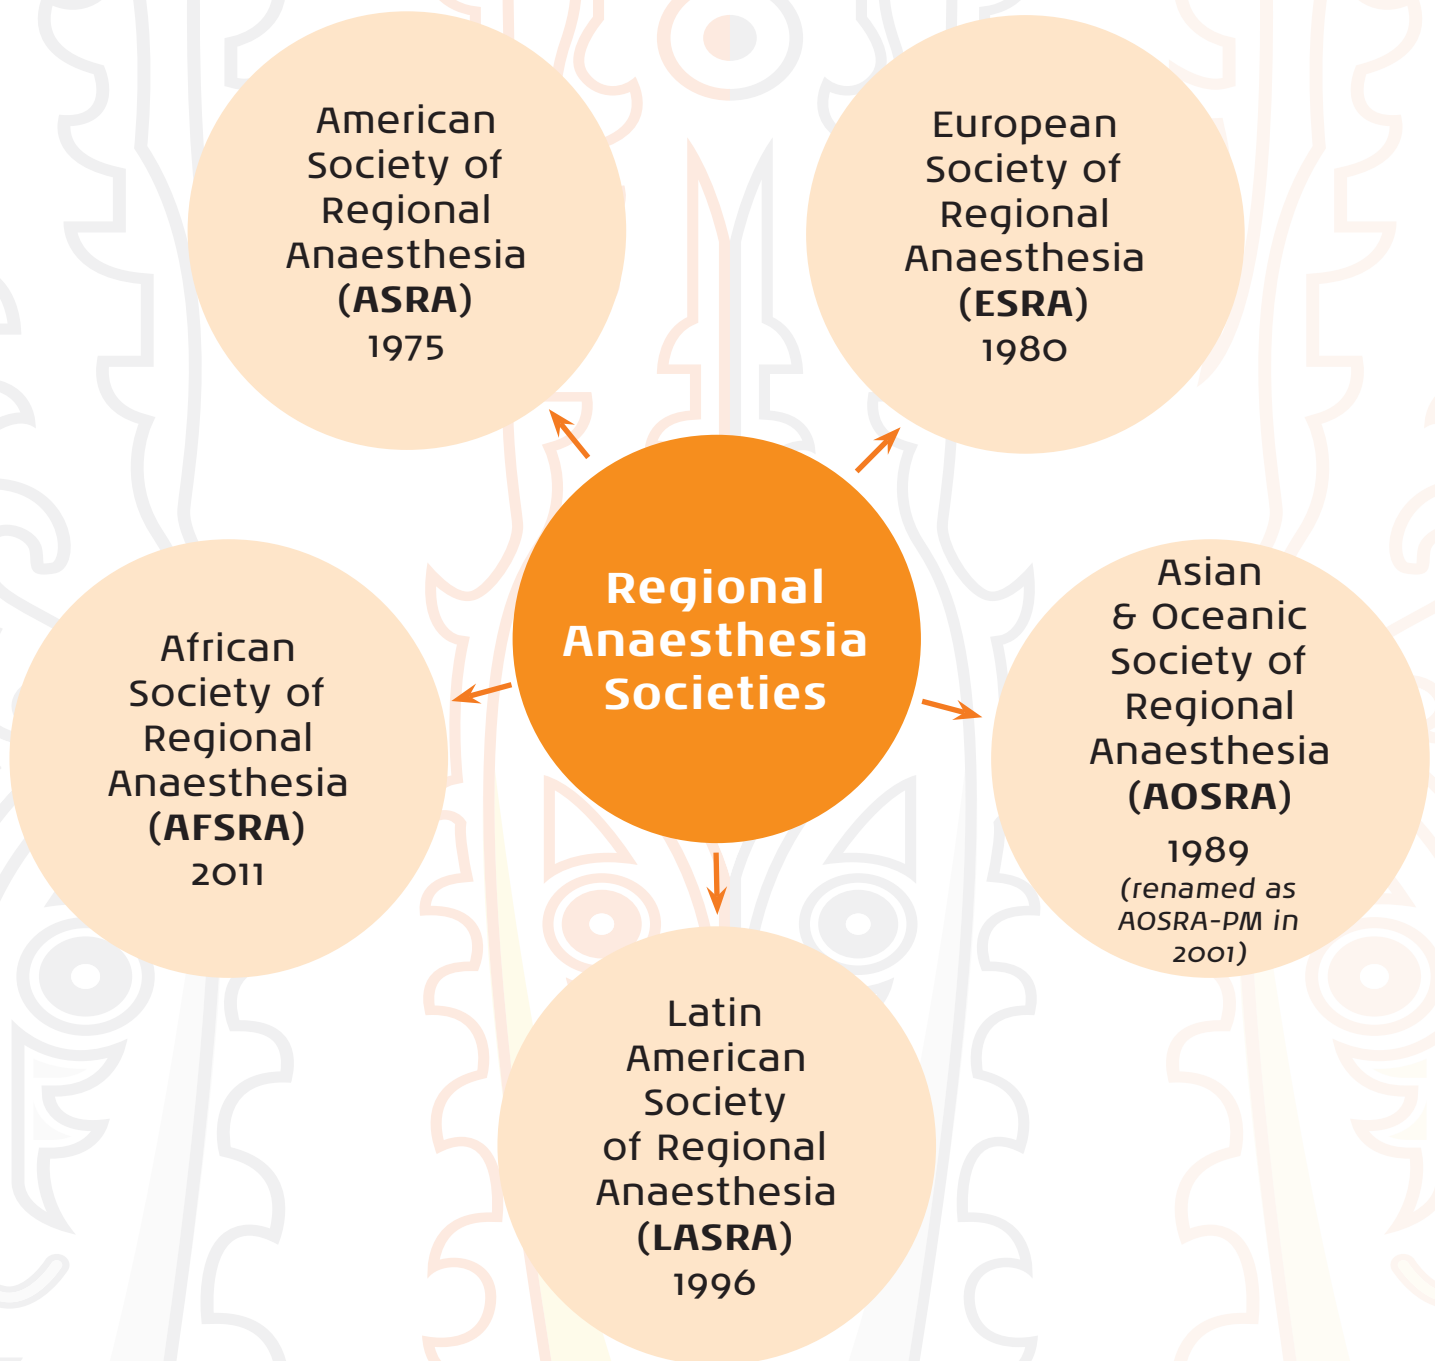 American
Society of
Regional
Anaesthesia
(ASRA)
1975
European
Society of
Regional
Anaesthesia
(ESRA)
1980
Regional
Anaesthesia
Societies
African
Society of
Regional
Anaesthesia
(AFSRA)
2011
Asian
& Oceanic
Society of
Regional
Anaesthesia
(AOSRA)
1989
(renamed as
AOSRA-PM in
2001)
Latin
American
Society
of Regional
Anaesthesia
(LASRA)
1996